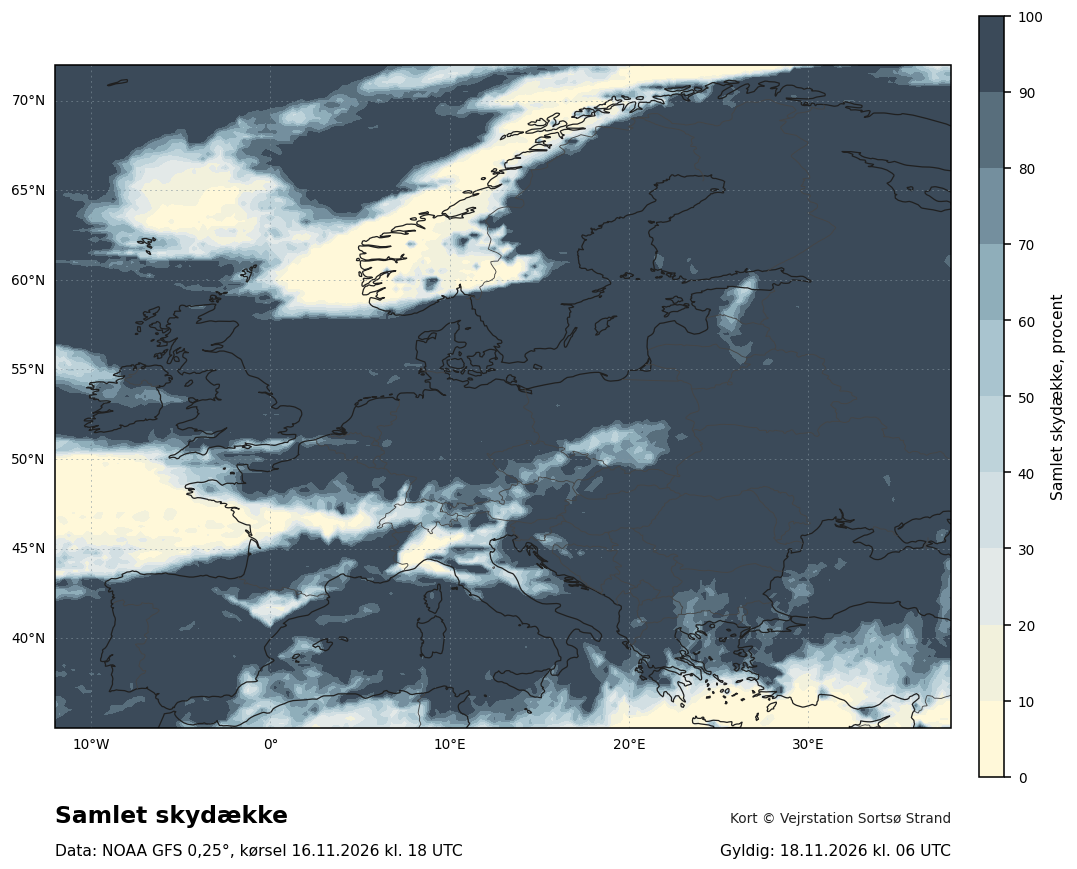 70°N
65°N
60°N
55°N
50°N
45°N
40°N
10°W
0°
10°E
20°E
30°E
100
90
80
70
60
50
40
30
20
10
0
Samlet skydække, procent
Samlet skydække
Kort © Vejrstation Sortsø Strand
Data: NOAA GFS 0,25°, kørsel 16.11.2026 kl. 18 UTC
Gyldig: 18.11.2026 kl. 06 UTC